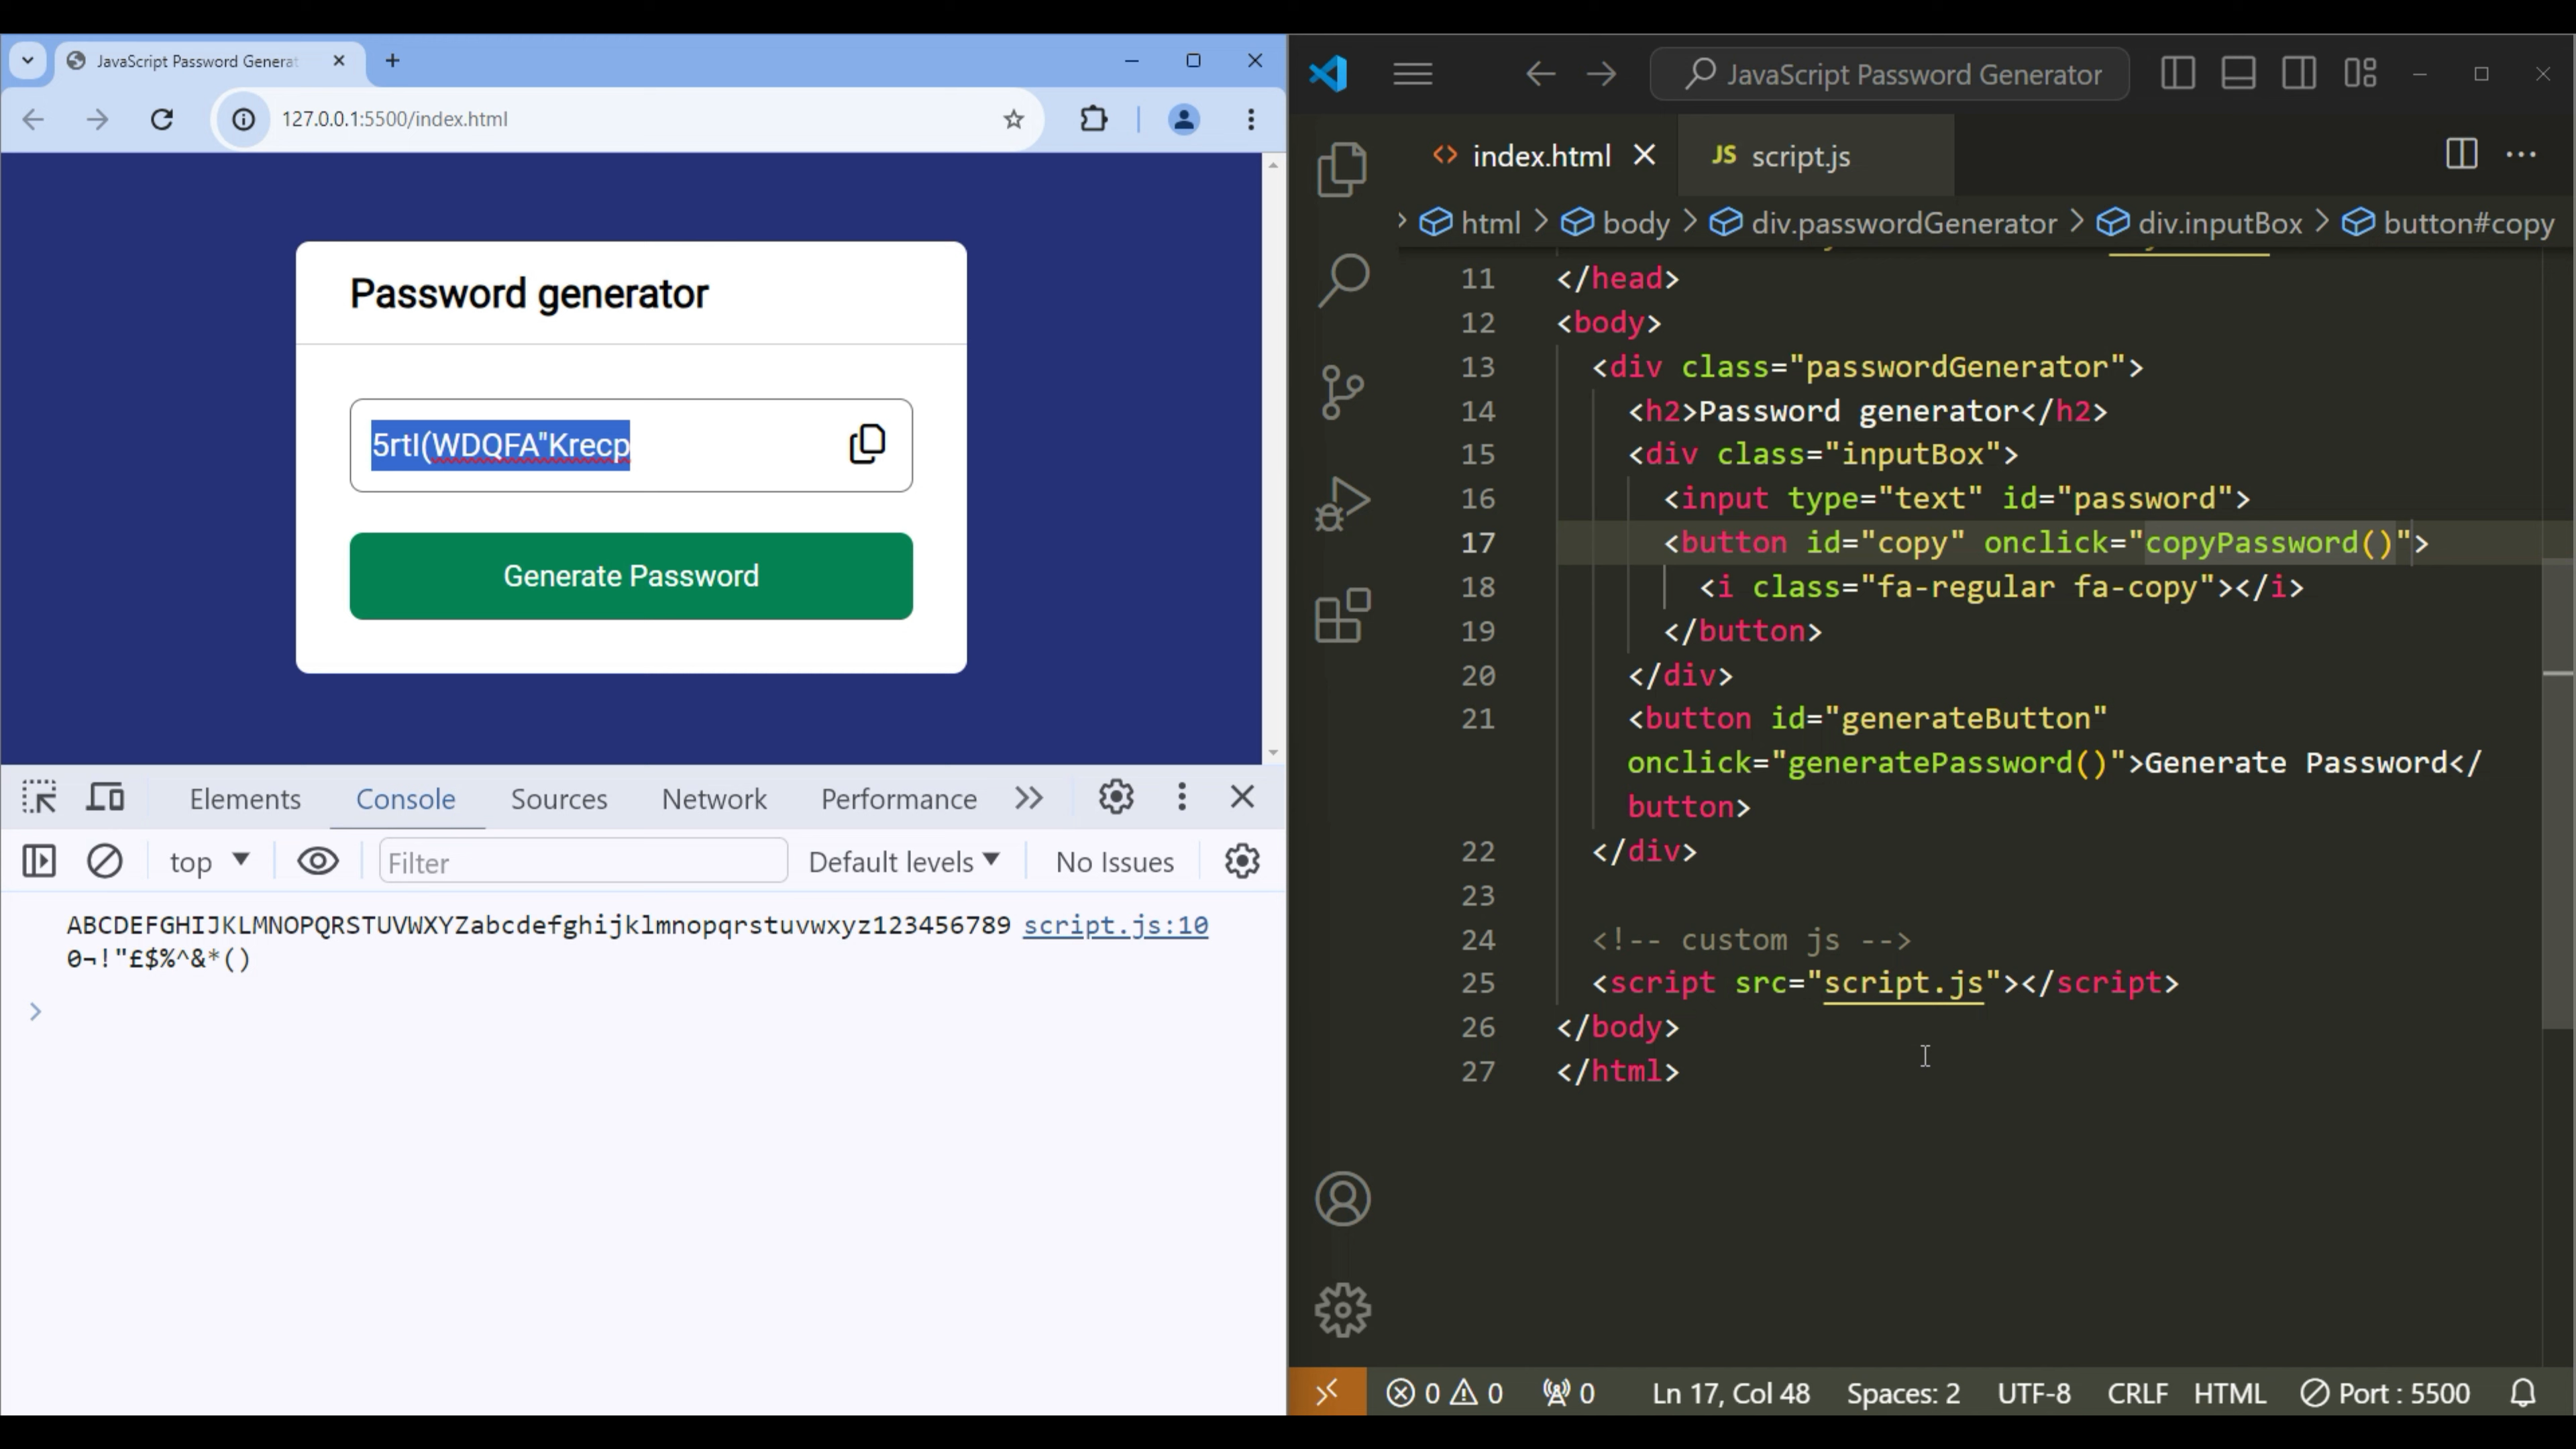 JavaScript Password Generat
127.0.0.1:5500/index.html
Password generator
5rtI(WDQFA"Krecp
Generate Password
Elements Console Sources Network Performance
top Filter Default levels No Issues
ABCDEFGHIJKLMNOPQRSTUVWXYZabcdefghijklmnopqrstuvwxyz123456789 script.js:10
0¬!"£$%^&*()
>
JavaScript Password Generator
<> index.html JS script.js
> html > body > div.passwordGenerator > div.inputBox > button#copy
11 </head>
12 <body>
13 <div class="passwordGenerator">
14 <h2>Password generator</h2>
15 <div class="inputBox">
16 <input type="text" id="password">
17 <button id="copy" onclick="copyPassword()">
18 <i class="fa-regular fa-copy"></i>
19 </button>
20 </div>
21 <button id="generateButton"
onclick="generatePassword()">Generate Password</
button>
22 </div>
23
24 <!-- custom js -->
25 <script src="script.js"></script>
26 </body>
27 </html>
0 0 0 Ln 17, Col 48 Spaces: 2 UTF-8 CRLF HTML Port : 5500